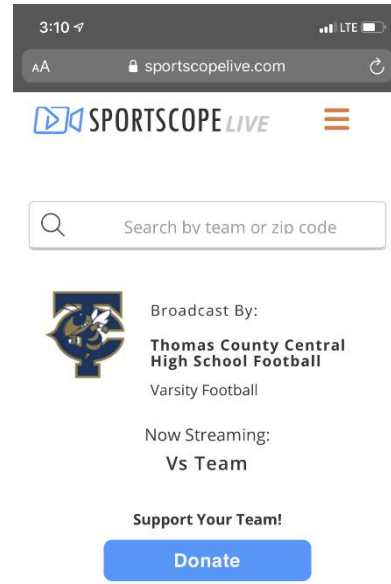 3:10 LTE
AA sportscopelive.com
SPORTSCOPE LIVE
Search by team or zip code
TC
Broadcast By:
Thomas County Central
High School Football
Varsity Football
Now Streaming:
Vs Team
Support Your Team!
Donate